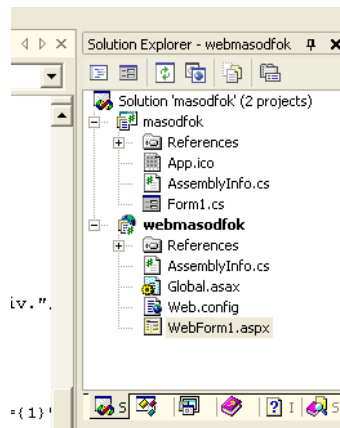 Solution Explorer - webmasodfok
Solution 'masodfok' (2 projects)
masodfok
References
App.ico
AssemblyInfo.cs
Form1.cs
webmasodfok
References
AssemblyInfo.cs
Global.asax
Web.config
WebForm1.aspx
iv.",
={1}'
S
I
S